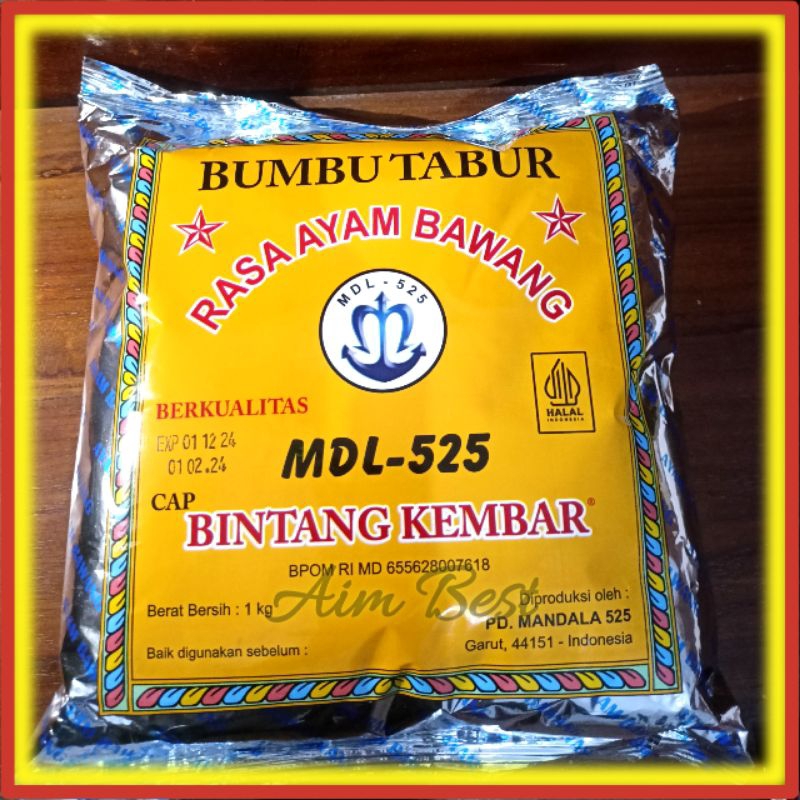 BUMBU TABUR
RASA AYAM BAWANG
MDL - 525
HALAL
INDONESIA
BERKUALITAS
EXP 01 12 24
01 02.24
MDL-525
CAP
BINTANG KEMBAR®
BPOM RI MD 655628007618
Aim Best
Berat Bersih : 1 kg
Diproduksi oleh :
PD. MANDALA 525
Garut, 44151 - Indonesia
Baik digunakan sebelum :